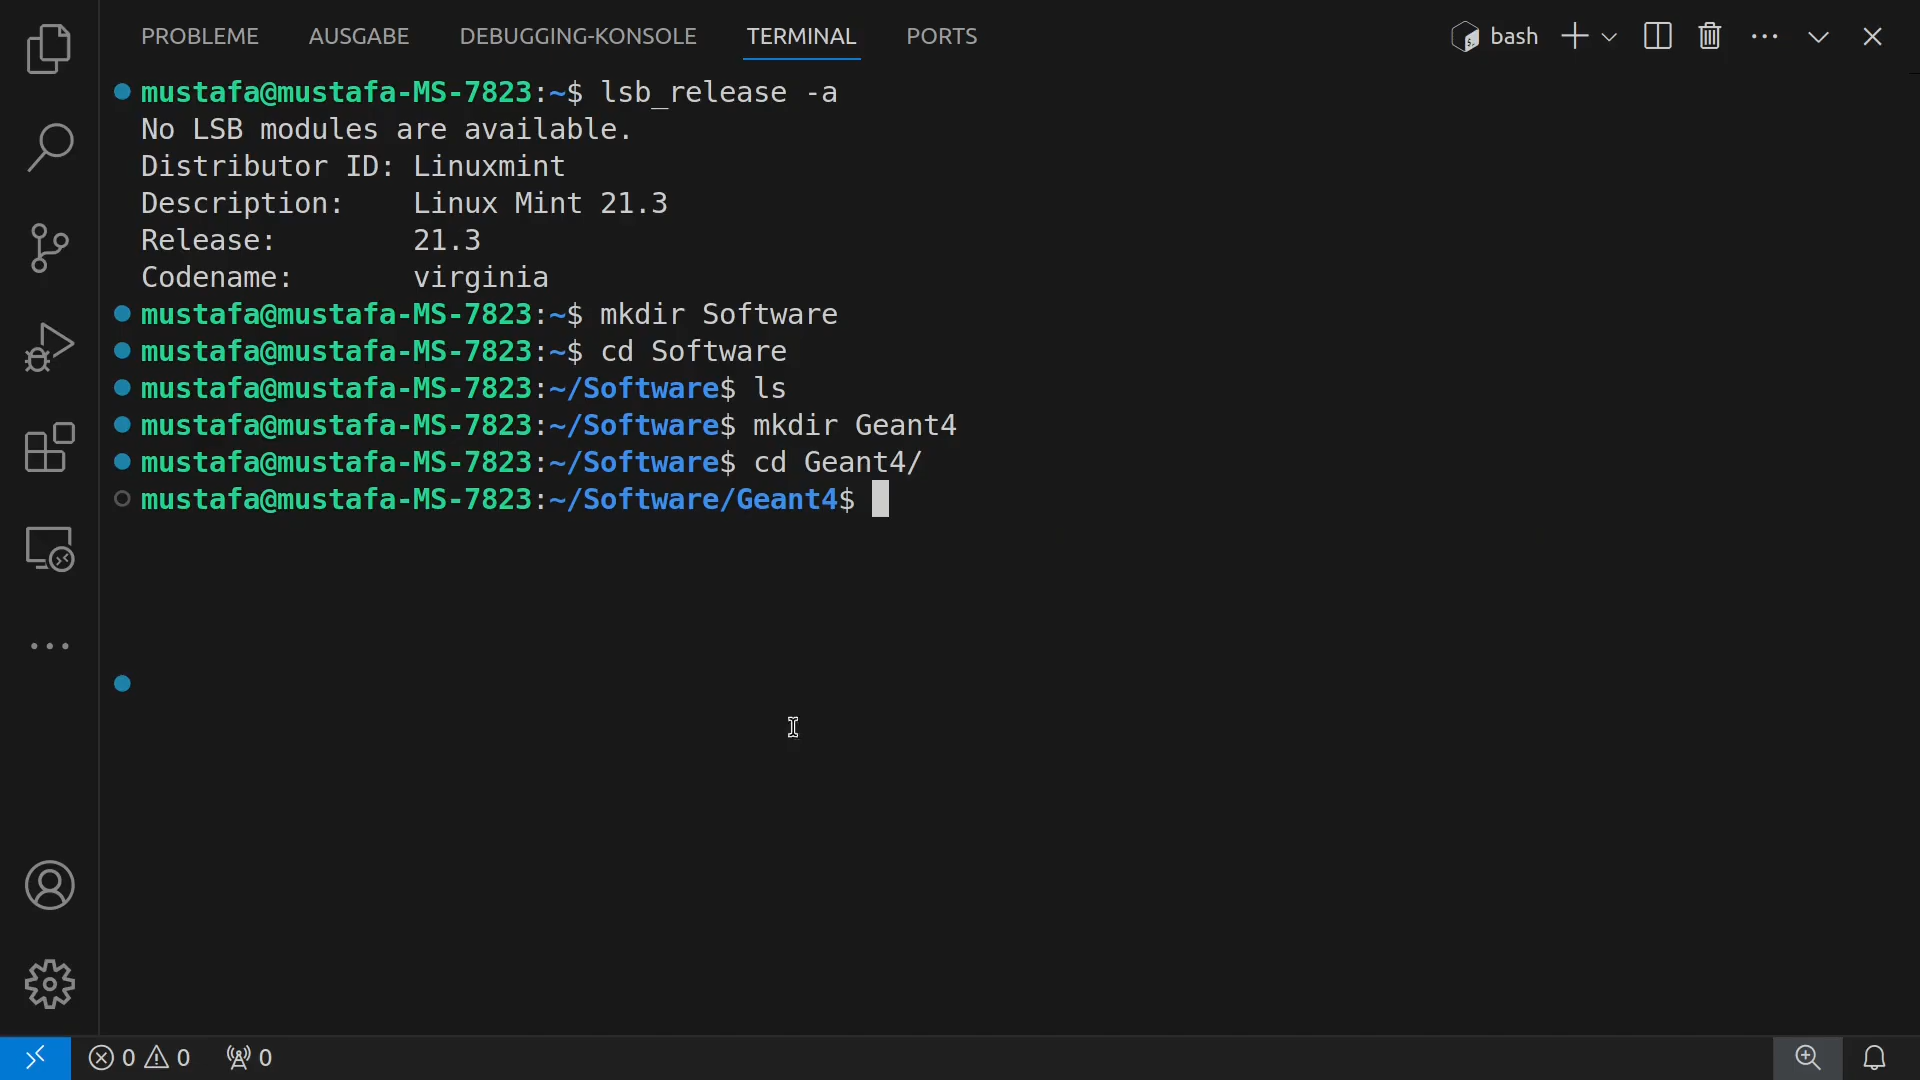 PROBLEME AUSGABE DEBUGGING-KONSOLE TERMINAL PORTS bash
mustafa@mustafa-MS-7823:~$ lsb_release -a
No LSB modules are available.
Distributor ID: Linuxmint
Description:    Linux Mint 21.3
Release:        21.3
Codename:       virginia
mustafa@mustafa-MS-7823:~$ mkdir Software
mustafa@mustafa-MS-7823:~$ cd Software
mustafa@mustafa-MS-7823:~/Software$ ls
mustafa@mustafa-MS-7823:~/Software$ mkdir Geant4
mustafa@mustafa-MS-7823:~/Software$ cd Geant4/
mustafa@mustafa-MS-7823:~/Software/Geant4$
0 0 0